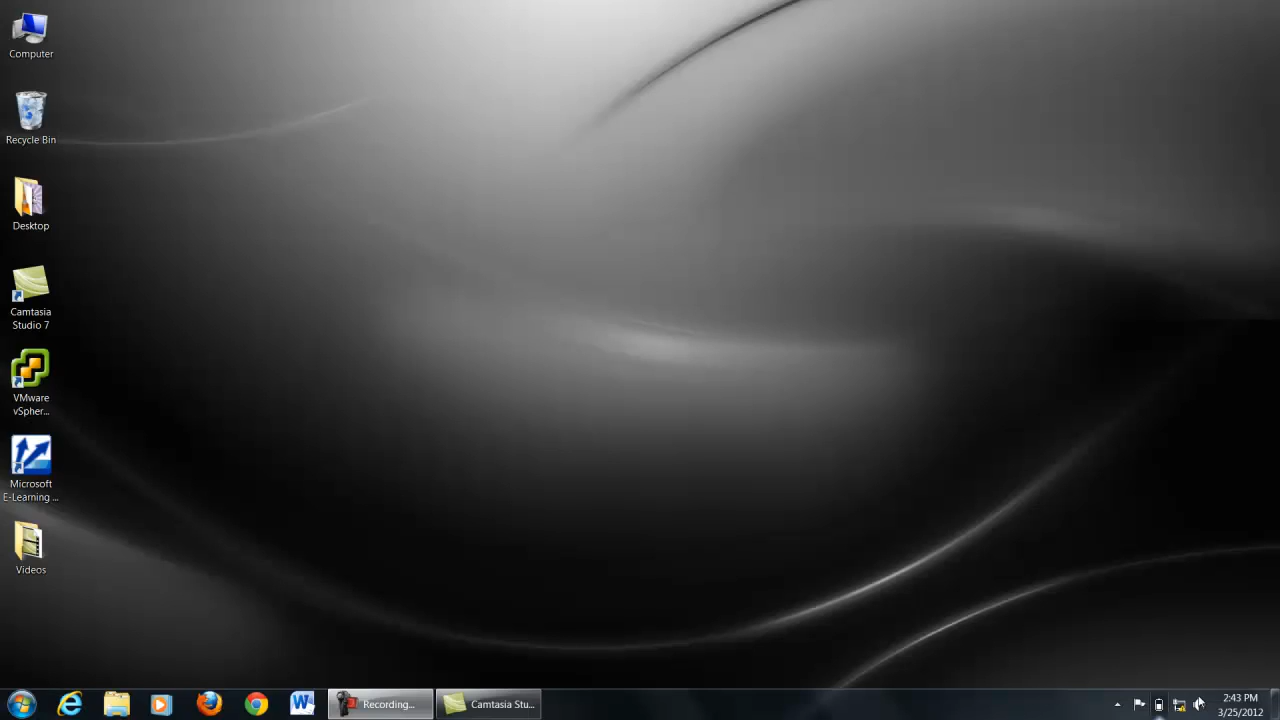 Computer
Recycle Bin
Desktop
Camtasia
Studio 7
VMware
vSpher...
Microsoft
E-Learning ...
Videos
Recording...
Camtasia Stu...
2:43 PM
3/25/2012